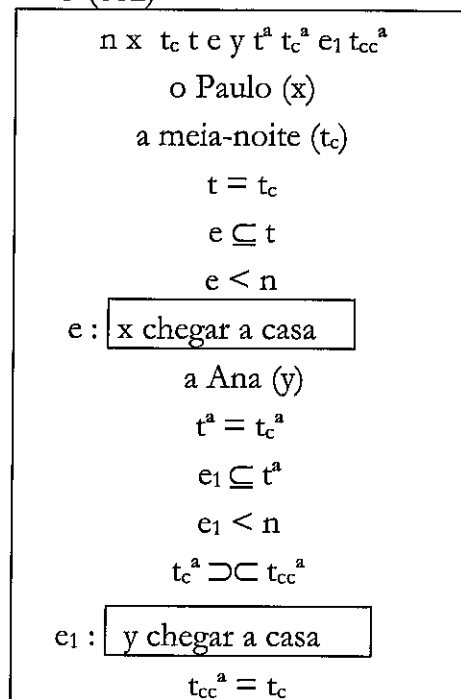 n x t_c t e y t^a t_c^a e_1 t_cc^a
o Paulo (x)
a meia-noite (t_c)
t = t_c
e ⊆ t
e < n
e : x chegar a casa
a Ana (y)
t^a = t_c^a
e_1 ⊆ t^a
e_1 < n
t_c^a ⊃⊂ t_cc^a
e_1 : y chegar a casa
t_cc^a = t_c